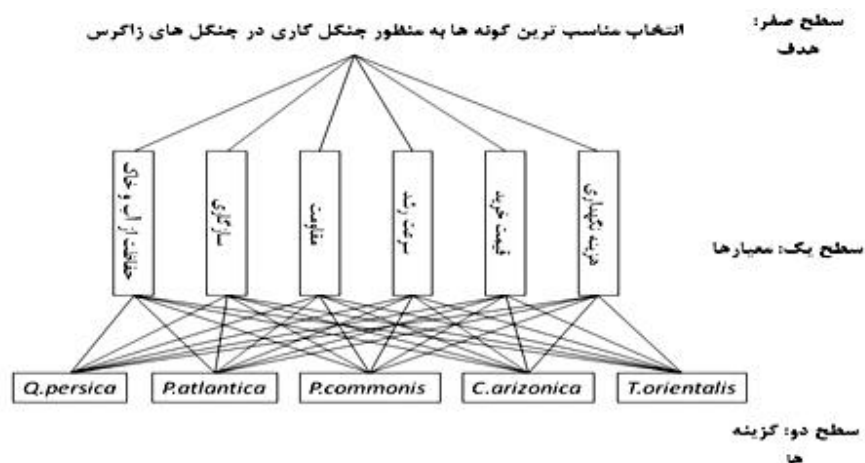 سطح صفر:
هدف
انتخاب مناسب ترین گونه ها به منظور جنگل کاری در جنگل های زاگرس
هزینه نگهداری
قیمت خرید
سرعت رشد
مقاومت
سازگاری
حفاظت از آب و خاک
سطح یک: معیارها
Q.persica
P.atlantica
P.commonis
C.arizonica
T.orientalis
سطح دو: گزینه
ها